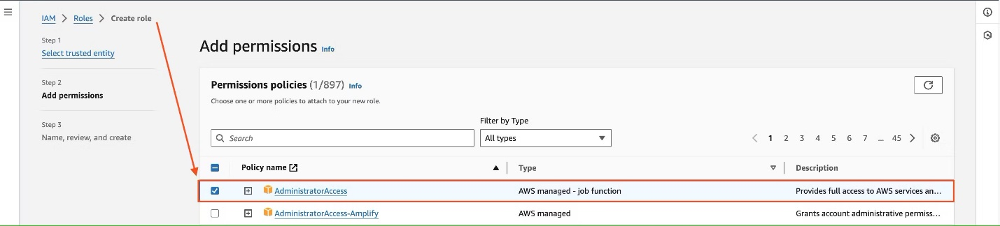 IAM > Roles > Create role
Step 1
Select trusted entity
Step 2
Add permissions
Step 3
Name, review, and create
Add permissions Info
Permissions policies (1/897) Info
Choose one or more policies to attach to your new role.
Filter by Type
Search
All types
1 2 3 4 5 6 7 ... 45
Policy name Type Description
AdministratorAccess AWS managed - job function Provides full access to AWS services an...
AdministratorAccess-Amplify AWS managed Grants account administrative permiss...